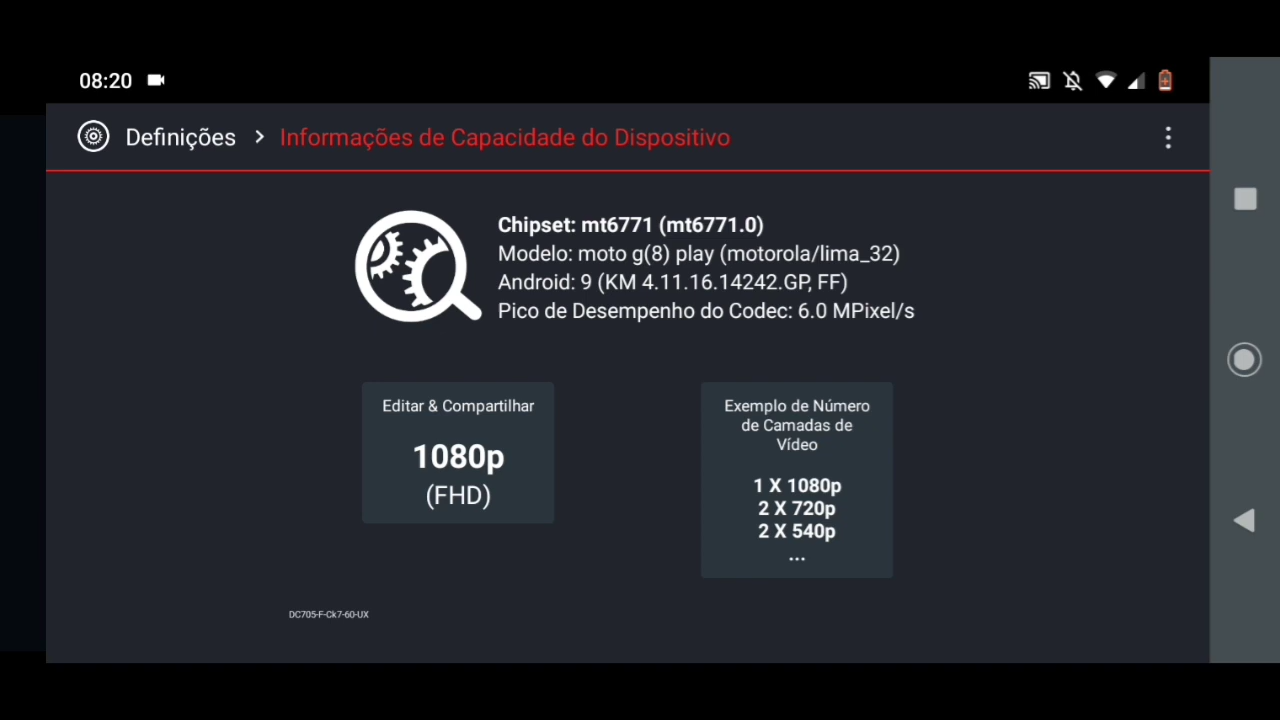 08:20
Definições > Informações de Capacidade do Dispositivo
Chipset: mt6771 (mt6771.0)
Modelo: moto g(8) play (motorola/lima_32)
Android: 9 (KM 4.11.16.14242.GP, FF)
Pico de Desempenho do Codec: 6.0 MPixel/s
Editar & Compartilhar
1080p
(FHD)
Exemplo de Número
de Camadas de
Vídeo
1 X 1080p
2 X 720p
2 X 540p
...
DC705-F-Ck7-60-UX